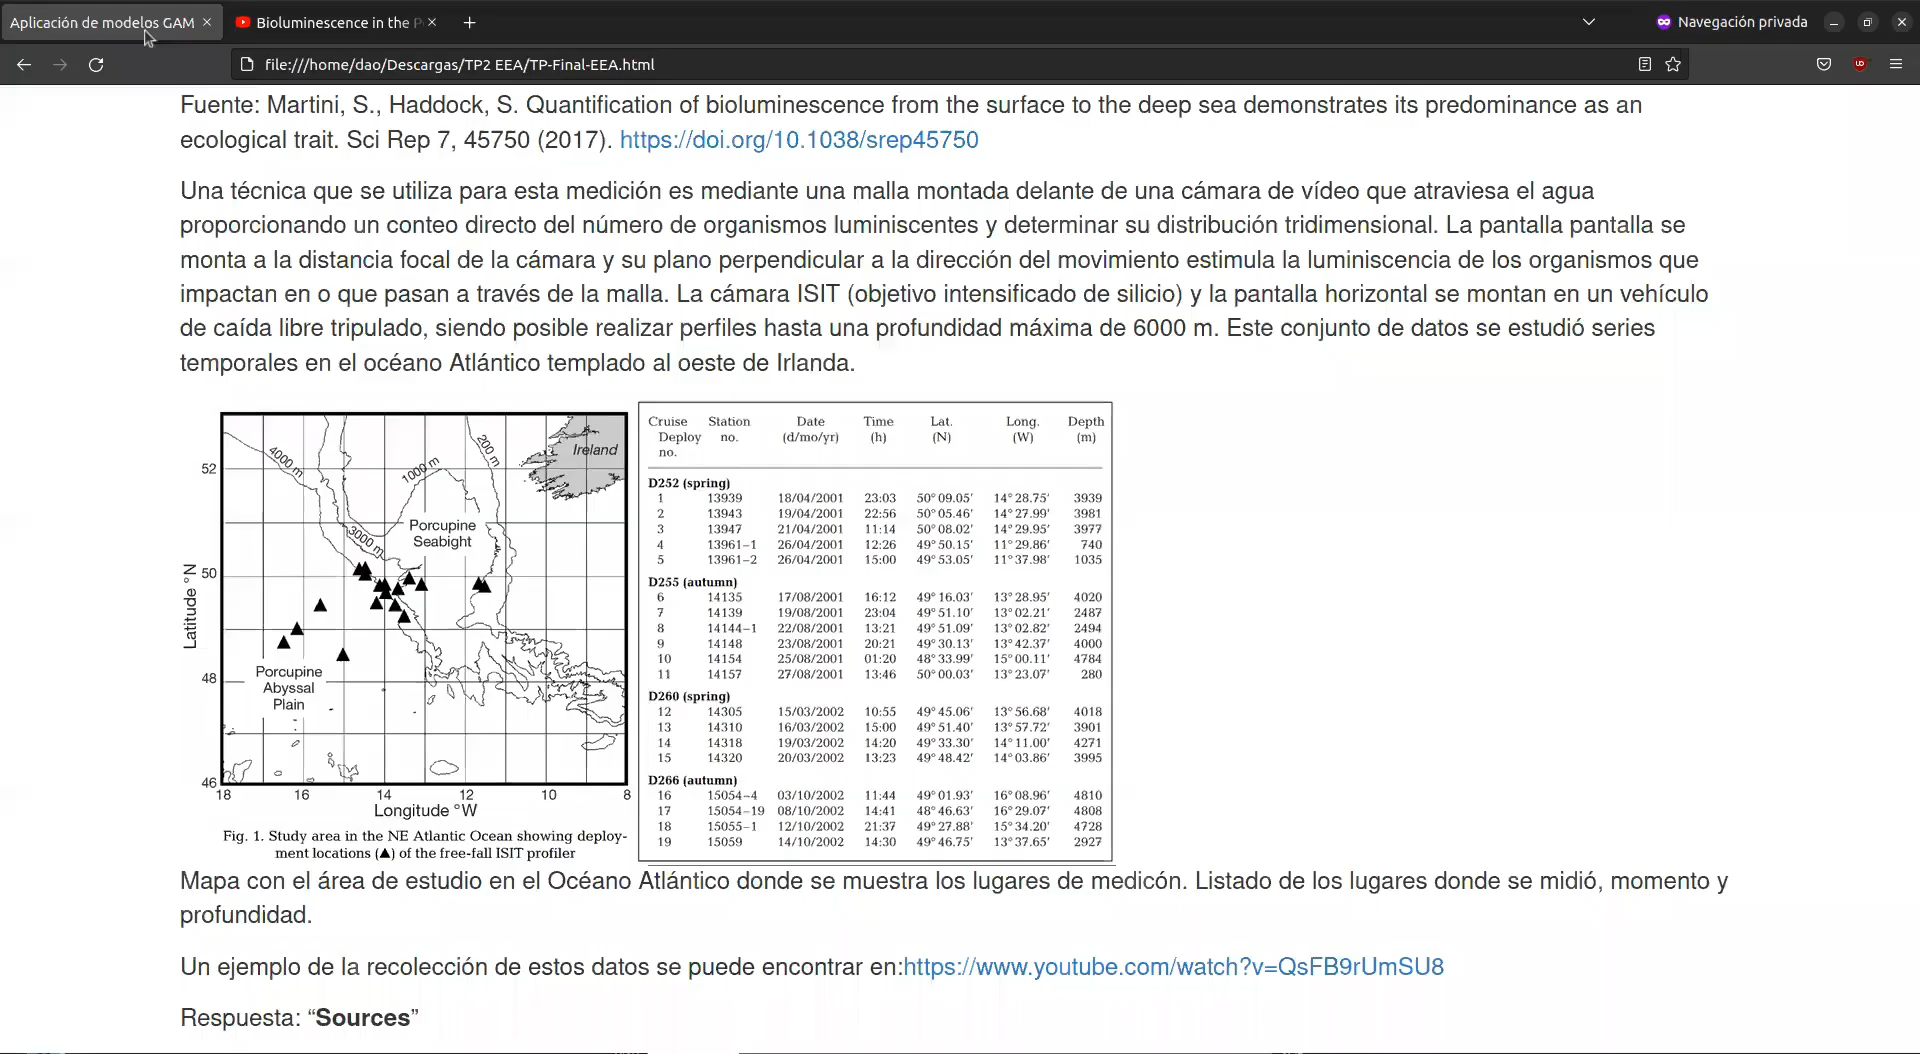 Aplicación de modelos GAM
Bioluminescence in the P
Navegación privada
file:///home/dao/Descargas/TP2 EEA/TP-Final-EEA.html
Fuente: Martini, S., Haddock, S. Quantification of bioluminescence from the surface to the deep sea demonstrates its predominance as an
ecological trait. Sci Rep 7, 45750 (2017). https://doi.org/10.1038/srep45750
Una técnica que se utiliza para esta medición es mediante una malla montada delante de una cámara de vídeo que atraviesa el agua
proporcionando un conteo directo del número de organismos luminiscentes y determinar su distribución tridimensional. La pantalla pantalla se
monta a la distancia focal de la cámara y su plano perpendicular a la dirección del movimiento estimula la luminiscencia de los organismos que
impactan en o que pasan a través de la malla. La cámara ISIT (objetivo intensificado de silicio) y la pantalla horizontal se montan en un vehículo
de caída libre tripulado, siendo posible realizar perfiles hasta una profundidad máxima de 6000 m. Este conjunto de datos se estudió series
temporales en el océano Atlántico templado al oeste de Irlanda.
4000 m
1000 m
200 m
Ireland
3000 m
Porcupine
Seabight
Porcupine
Abyssal
Plain
52
50
48
46
Latitude °N
18 16 14 12 10 8
Longitude °W
Fig. 1. Study area in the NE Atlantic Ocean showing deploy-
ment locations (▲) of the free-fall ISIT profiler
Cruise Station Date Time Lat. Long. Depth
Deploy no. (d/mo/yr) (h) (N) (W) (m)
no.
D252 (spring)
1 13939 18/04/2001 23:03 50° 09.05′ 14° 28.75′ 3939
2 13943 19/04/2001 22:56 50° 05.46′ 14° 27.99′ 3981
3 13947 21/04/2001 11:14 50° 08.02′ 14° 29.95′ 3977
4 13961–1 26/04/2001 12:26 49° 50.15′ 11° 29.86′ 740
5 13961–2 26/04/2001 15:00 49° 53.05′ 11° 37.98′ 1035
D255 (autumn)
6 14135 17/08/2001 16:12 49° 16.03′ 13° 28.95′ 4020
7 14139 19/08/2001 23:04 49° 51.10′ 13° 02.21′ 2487
8 14144–1 22/08/2001 13:21 49° 51.09′ 13° 02.82′ 2494
9 14148 23/08/2001 20:21 49° 30.13′ 13° 42.37′ 4000
10 14154 25/08/2001 01:20 48° 33.99′ 15° 00.11′ 4784
11 14157 27/08/2001 13:46 50° 00.03′ 13° 23.07′ 280
D260 (spring)
12 14305 15/03/2002 10:55 49° 45.06′ 13° 56.68′ 4018
13 14310 16/03/2002 15:00 49° 51.40′ 13° 57.72′ 3901
14 14318 19/03/2002 14:20 49° 33.30′ 14° 11.00′ 4271
15 14320 20/03/2002 13:23 49° 48.42′ 14° 03.86′ 3995
D266 (autumn)
16 15054–4 03/10/2002 11:44 49° 01.93′ 16° 08.96′ 4810
17 15054–19 08/10/2002 14:41 48° 46.63′ 16° 29.07′ 4808
18 15055–1 12/10/2002 21:37 49° 27.88′ 15° 34.20′ 4728
19 15059 14/10/2002 14:30 49° 46.75′ 13° 37.65′ 2927
Mapa con el área de estudio en el Océano Atlántico donde se muestra los lugares de medicón. Listado de los lugares donde se midió, momento y
profundidad.
Un ejemplo de la recolección de estos datos se puede encontrar en:https://www.youtube.com/watch?v=QsFB9rUmSU8
Respuesta: “Sources”